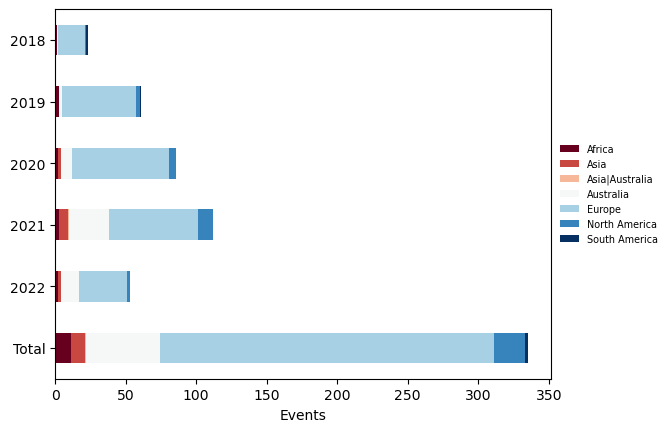 2018
2019
2020
2021
2022
Total
0 50 100 150 200 250 300 350
Events
Africa
Asia
Asia|Australia
Australia
Europe
North America
South America